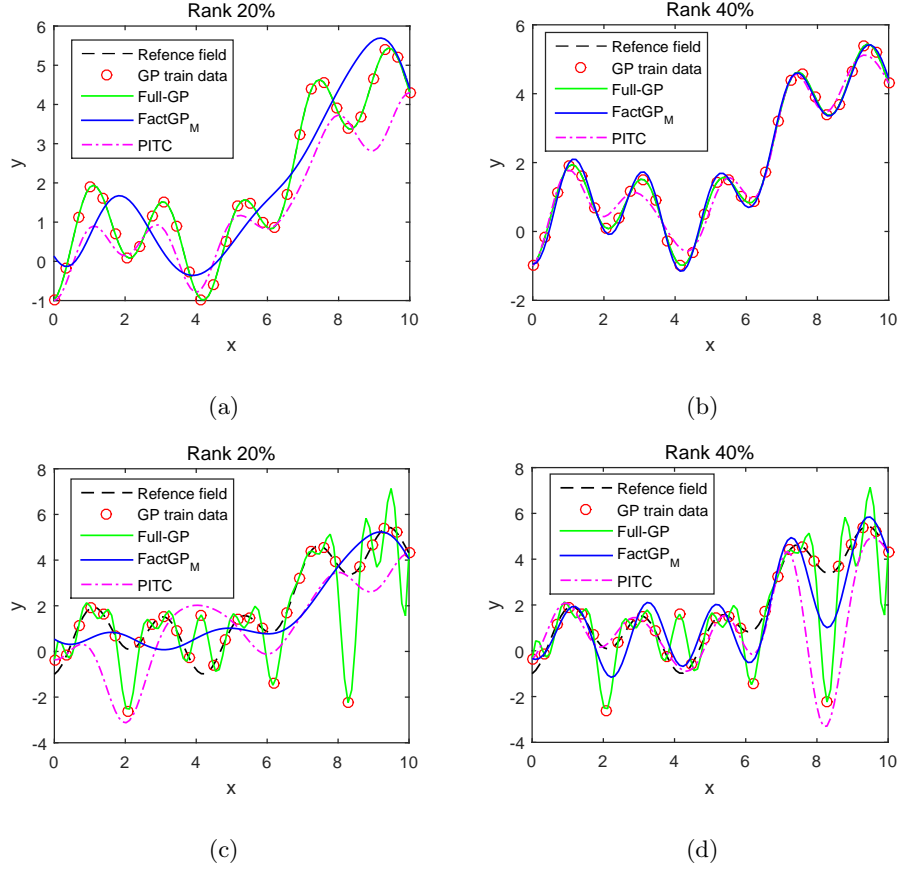 Rank 20%
6
5
4
3
2
1
0
-1
y
Refence field
GP train data
Full-GP
FactGP_M
PITC
0 2 4 6 8 10
x
(a)
Rank 40%
6
4
2
0
-2
y
Refence field
GP train data
Full-GP
FactGP_M
PITC
0 2 4 6 8 10
x
(b)
Rank 20%
8
6
4
2
0
-2
-4
y
Refence field
GP train data
Full-GP
FactGP_M
PITC
0 2 4 6 8 10
x
(c)
Rank 40%
8
6
4
2
0
-2
-4
y
Refence field
GP train data
Full-GP
FactGP_M
PITC
0 2 4 6 8 10
x
(d)